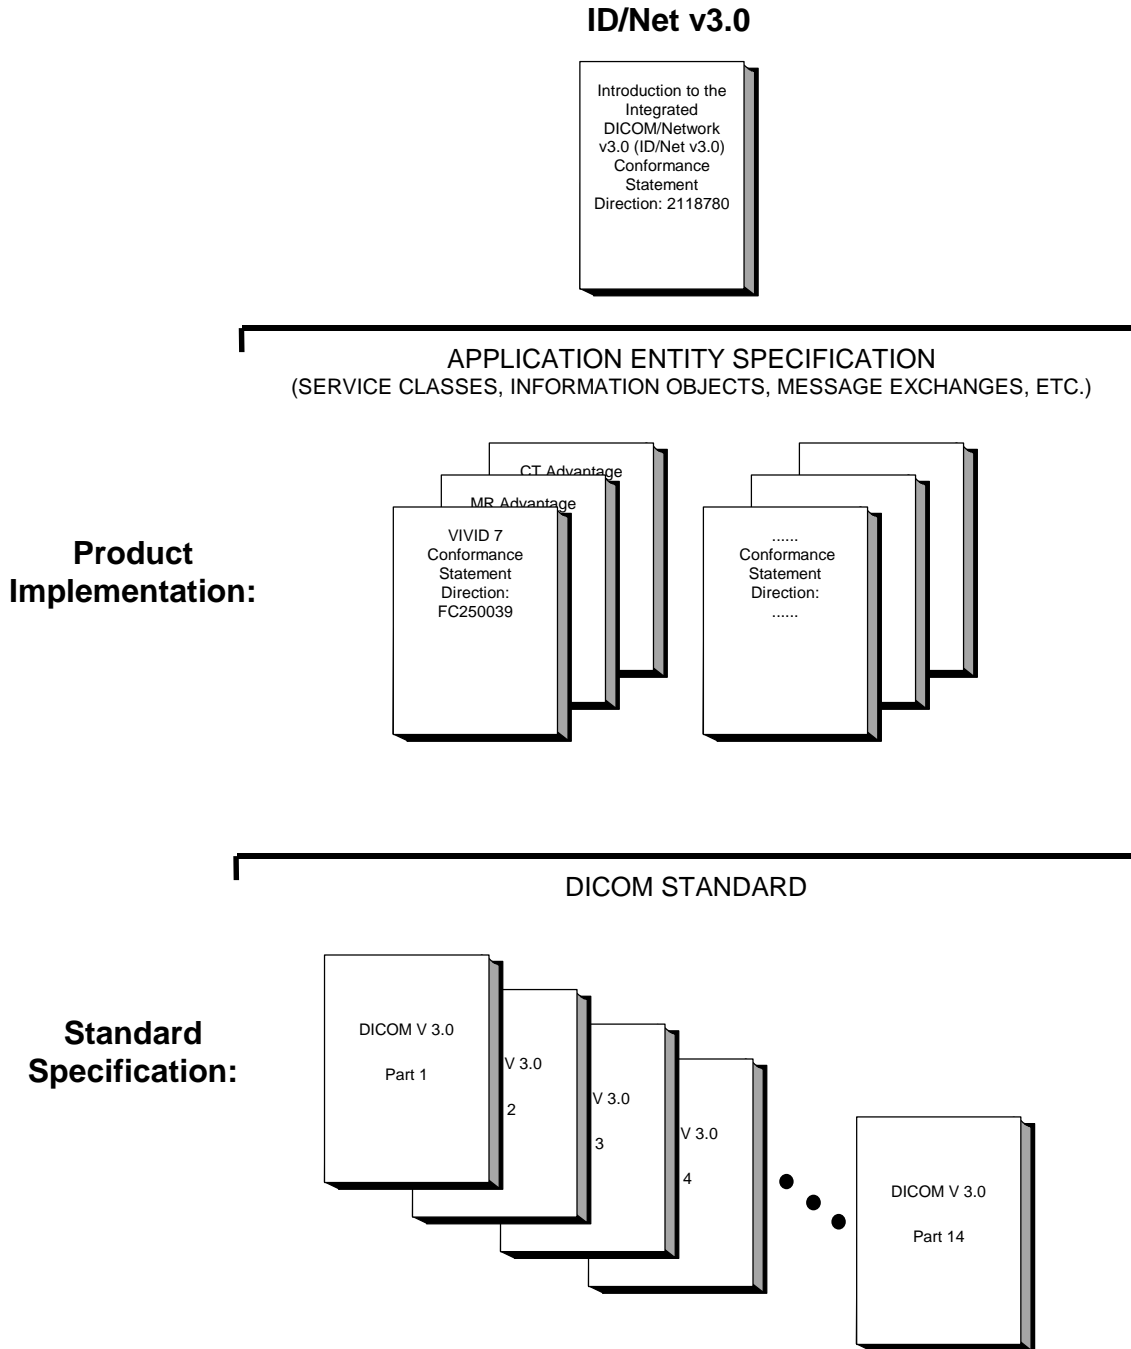 ID/Net v3.0
Introduction to the
Integrated
DICOM/Network
v3.0 (ID/Net v3.0)
Conformance
Statement
Direction: 2118780
APPLICATION ENTITY SPECIFICATION
(SERVICE CLASSES, INFORMATION OBJECTS, MESSAGE EXCHANGES, ETC.)
Product
Implementation:
CT Advantage
MR Advantage
VIVID 7
Conformance
Statement
Direction:
FC250039
......
Conformance
Statement
Direction:
......
DICOM STANDARD
Standard
Specification:
DICOM V 3.0
Part 1
V 3.0
2
V 3.0
3
V 3.0
4
DICOM V 3.0
Part 14